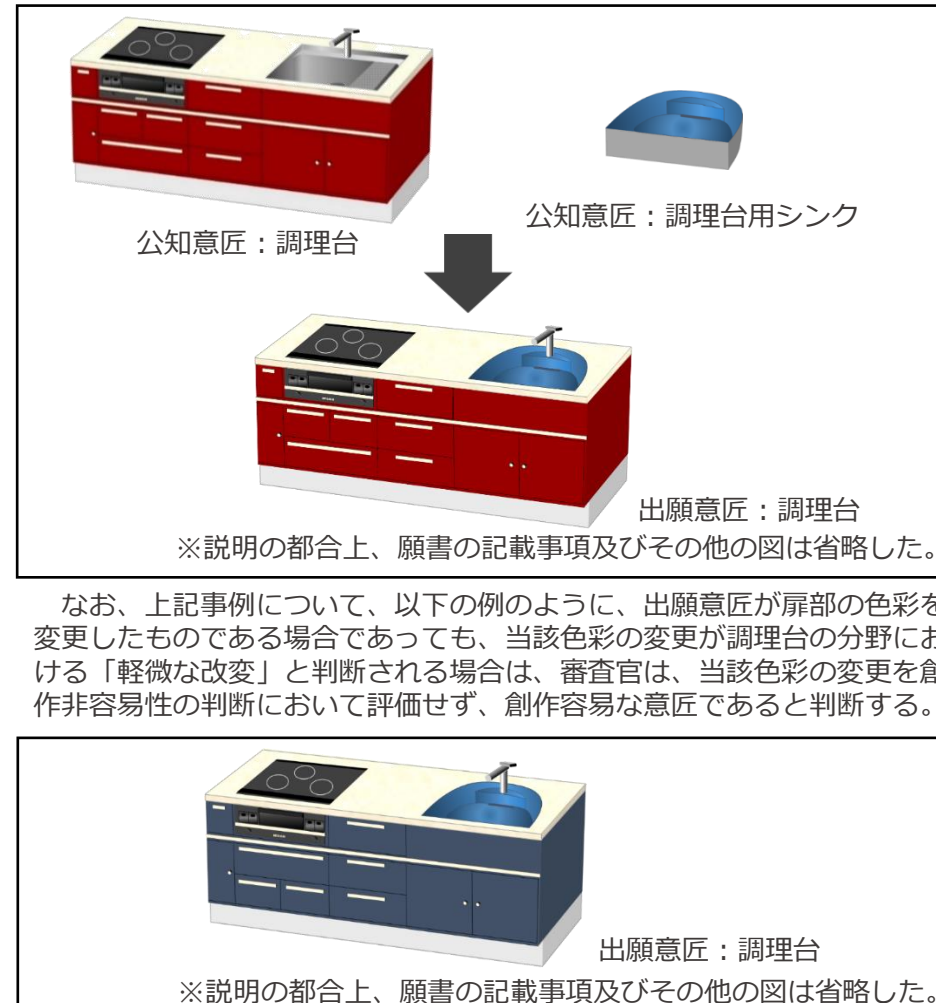 公知意匠：調理台用シンク
公知意匠：調理台
出願意匠：調理台
※説明の都合上、願書の記載事項及びその他の図は省略した。
なお、上記事例について、以下の例のように、出願意匠が扉部の色彩を
変更したものである場合であっても、当該色彩の変更が調理台の分野にお
ける「軽微な改変」と判断される場合は、審査官は、当該色彩の変更を創
作非容易性の判断において評価せず、創作容易な意匠であると判断する。
出願意匠：調理台
※説明の都合上、願書の記載事項及びその他の図は省略した。